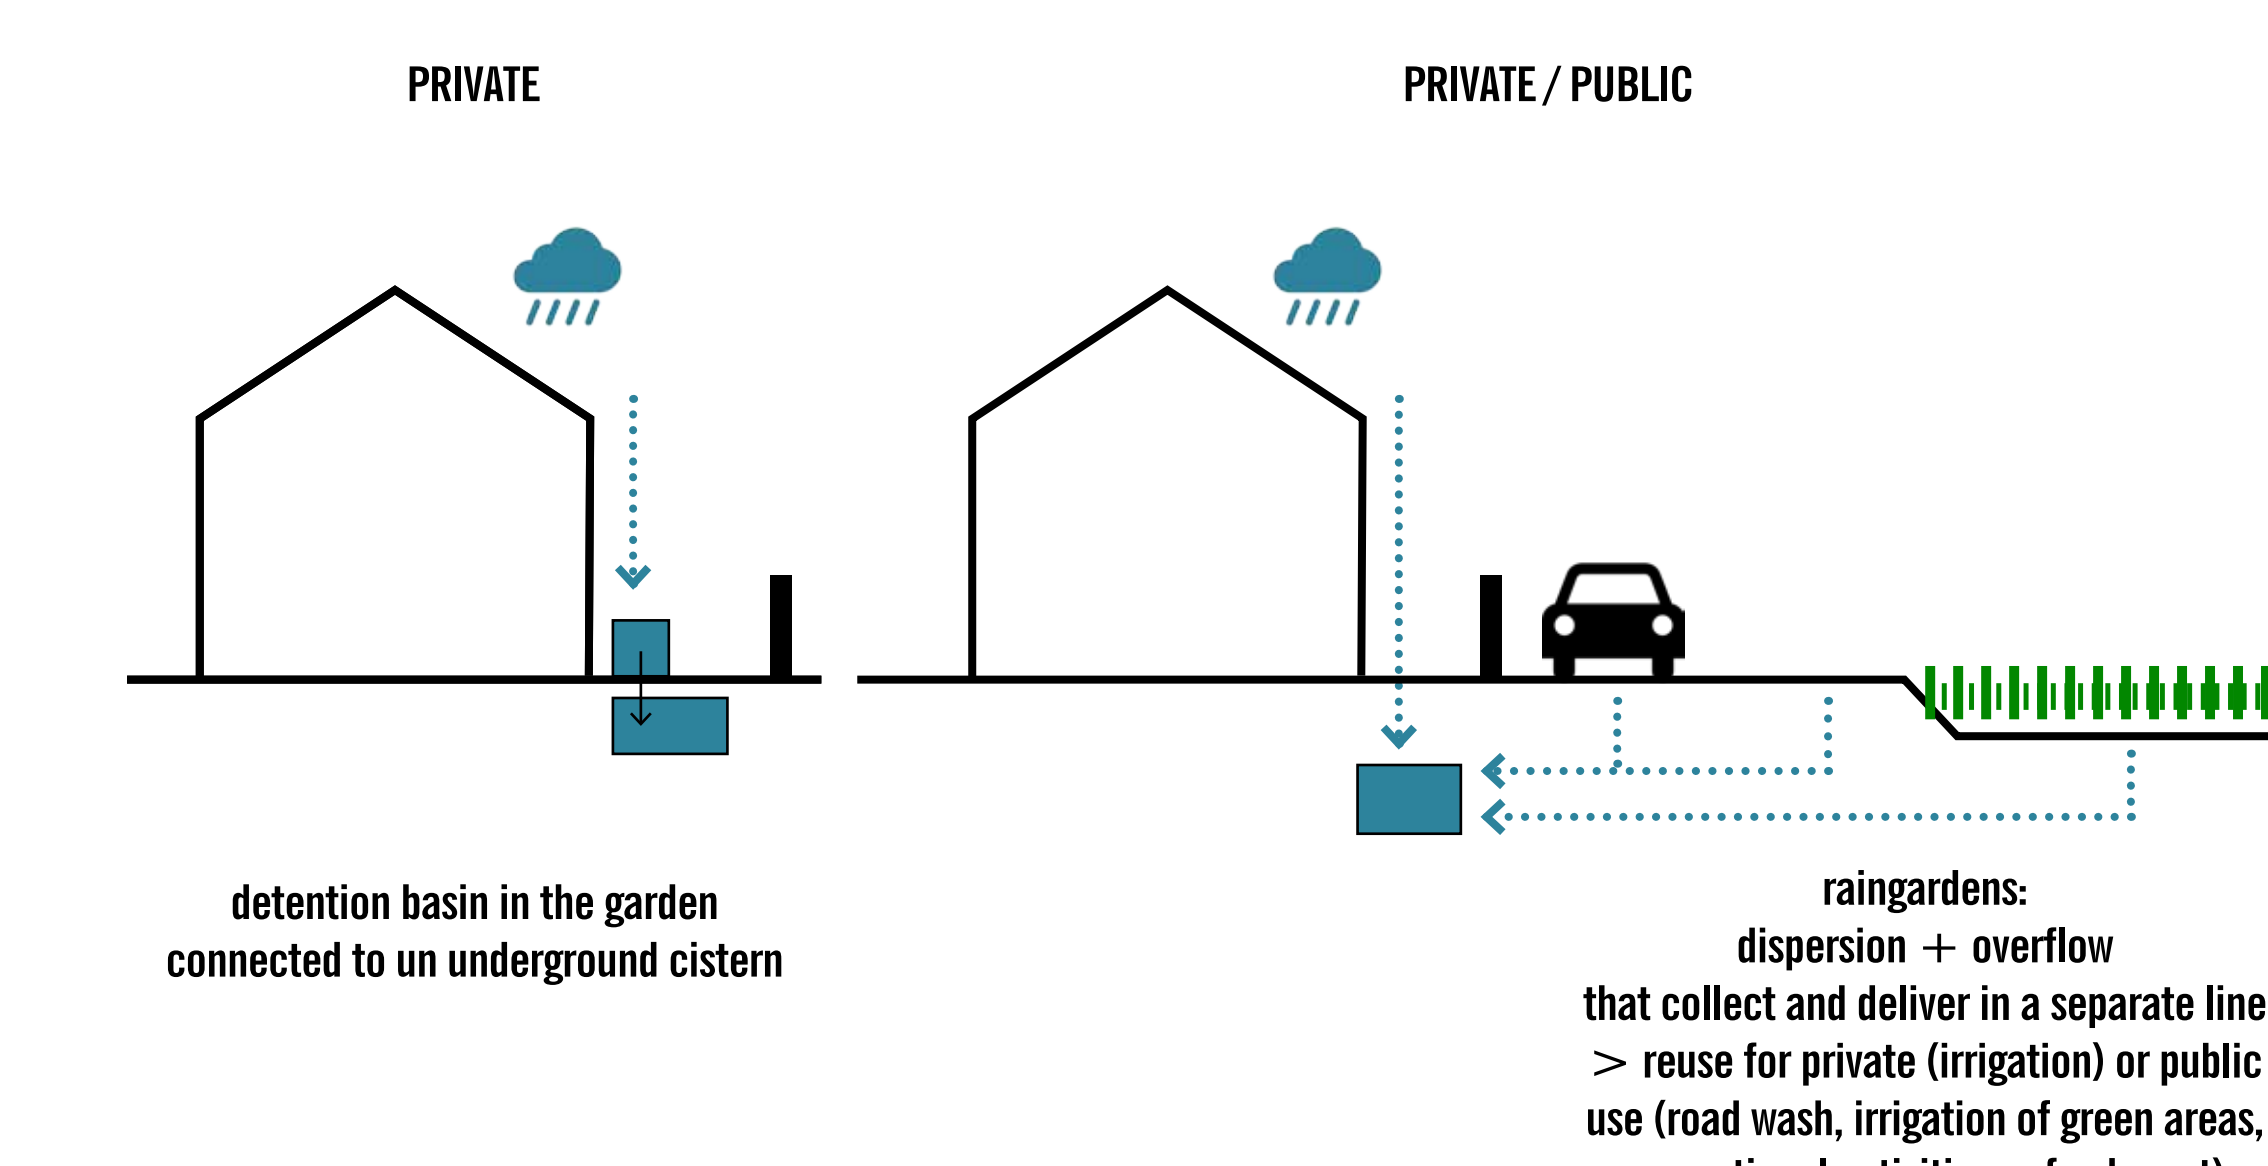 PRIVATE
PRIVATE / PUBLIC
detention basin in the garden
connected to un underground cistern
raingardens:
dispersion + overflow
that collect and deliver in a separate line
> reuse for private (irrigation) or public
use (road wash, irrigation of green areas,